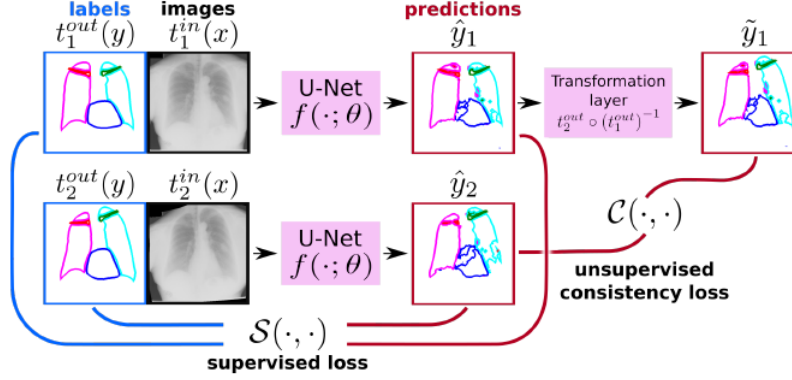 labels images predictions
t_1^{out}(y) t_1^{in}(x) ŷ_1 ỹ_1
U-Net
f(·; θ)
Transformation
layer
t_2^{out} ∘ (t_1^{out})^{-1}
t_2^{out}(y) t_2^{in}(x) ŷ_2
U-Net
f(·; θ)
C(·, ·)
unsupervised
consistency loss
S(·, ·)
supervised loss